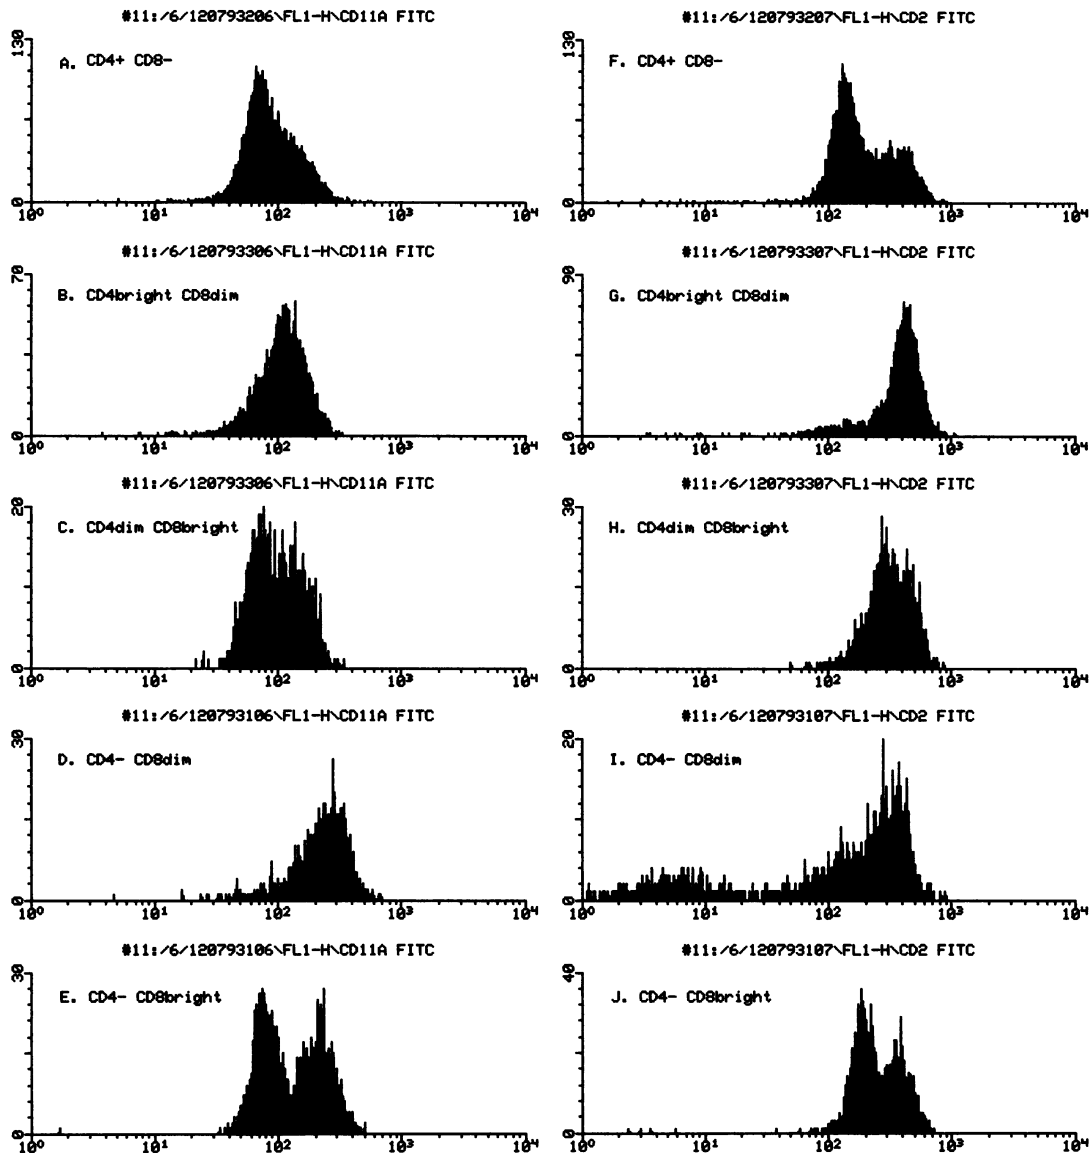 #11:/6/120793206\FL1-H\CD11A FITC
130
A. CD4+ CD8-
0
10⁰ 10¹ 10² 10³ 10⁴
#11:/6/120793207\FL1-H\CD2 FITC
130
F. CD4+ CD8-
0
10⁰ 10¹ 10² 10³ 10⁴
#11:/6/120793306\FL1-H\CD11A FITC
70
B. CD4bright CD8dim
0
10⁰ 10¹ 10² 10³ 10⁴
#11:/6/120793307\FL1-H\CD2 FITC
90
G. CD4bright CD8dim
0
10⁰ 10¹ 10² 10³ 10⁴
#11:/6/120793306\FL1-H\CD11A FITC
20
C. CD4dim CD8bright
0
10⁰ 10¹ 10² 10³ 10⁴
#11:/6/120793307\FL1-H\CD2 FITC
30
H. CD4dim CD8bright
0
10⁰ 10¹ 10² 10³ 10⁴
#11:/6/120793106\FL1-H\CD11A FITC
30
D. CD4- CD8dim
0
10⁰ 10¹ 10² 10³ 10⁴
#11:/6/120793107\FL1-H\CD2 FITC
20
I. CD4- CD8dim
0
10⁰ 10¹ 10² 10³ 10⁴
#11:/6/120793106\FL1-H\CD11A FITC
30
E. CD4- CD8bright
0
10⁰ 10¹ 10² 10³ 10⁴
#11:/6/120793107\FL1-H\CD2 FITC
40
J. CD4- CD8bright
0
10⁰ 10¹ 10² 10³ 10⁴